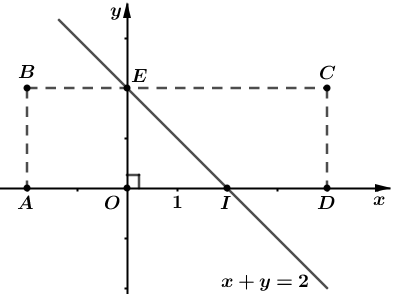 y
B E C
A O 1 I D x
x + y = 2